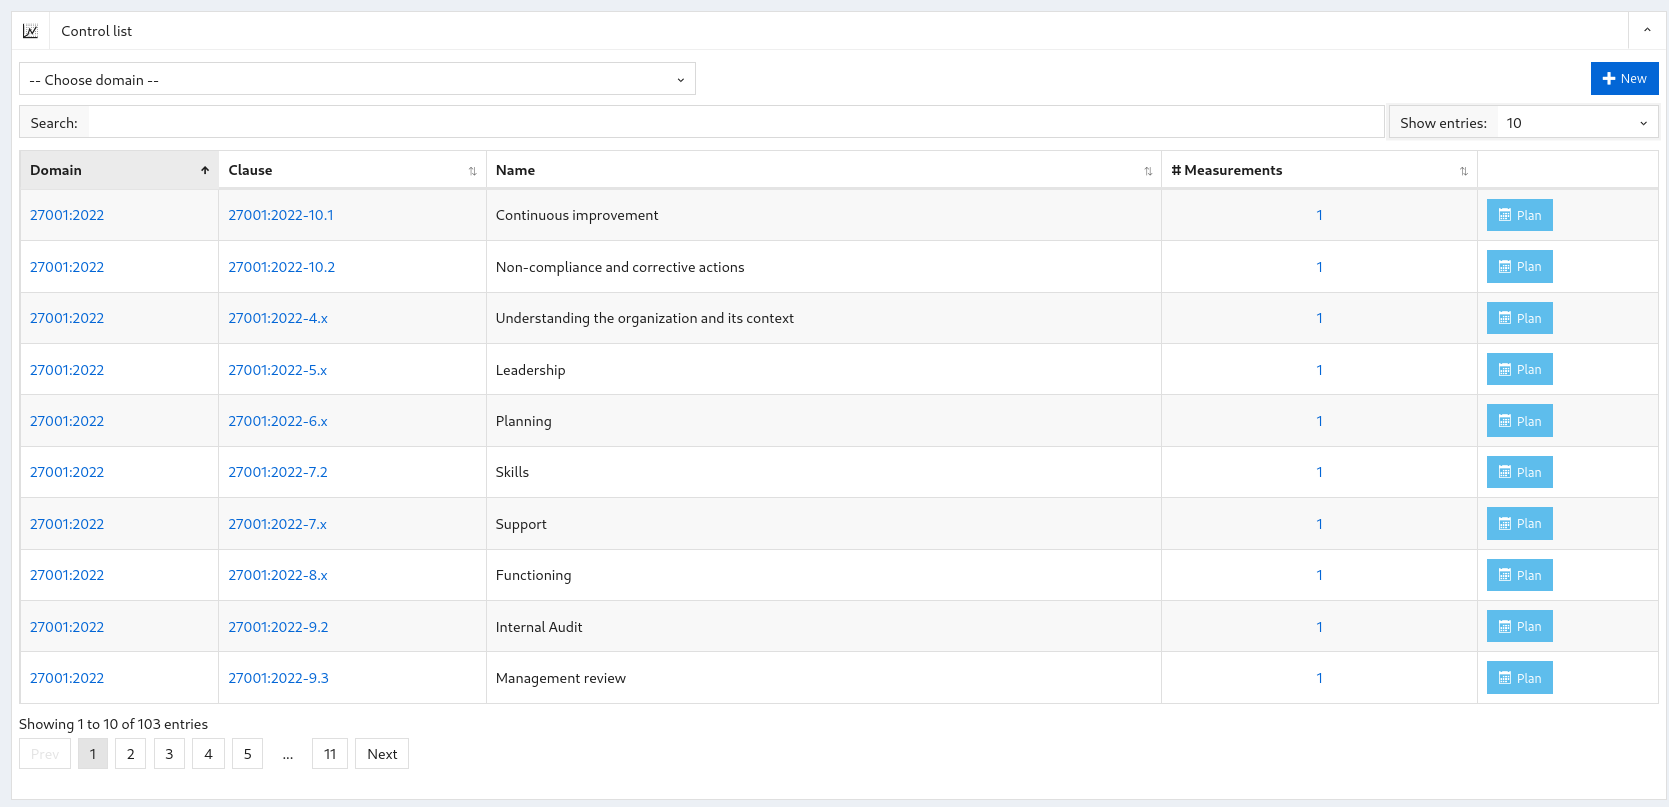 Control list
-- Choose domain --
New
Search:
Show entries: 10
Domain Clause Name # Measurements
27001:2022 27001:2022-10.1 Continuous improvement 1 Plan
27001:2022 27001:2022-10.2 Non-compliance and corrective actions 1 Plan
27001:2022 27001:2022-4.x Understanding the organization and its context 1 Plan
27001:2022 27001:2022-5.x Leadership 1 Plan
27001:2022 27001:2022-6.x Planning 1 Plan
27001:2022 27001:2022-7.2 Skills 1 Plan
27001:2022 27001:2022-7.x Support 1 Plan
27001:2022 27001:2022-8.x Functioning 1 Plan
27001:2022 27001:2022-9.2 Internal Audit 1 Plan
27001:2022 27001:2022-9.3 Management review 1 Plan
Showing 1 to 10 of 103 entries
Prev 1 2 3 4 5 ... 11 Next